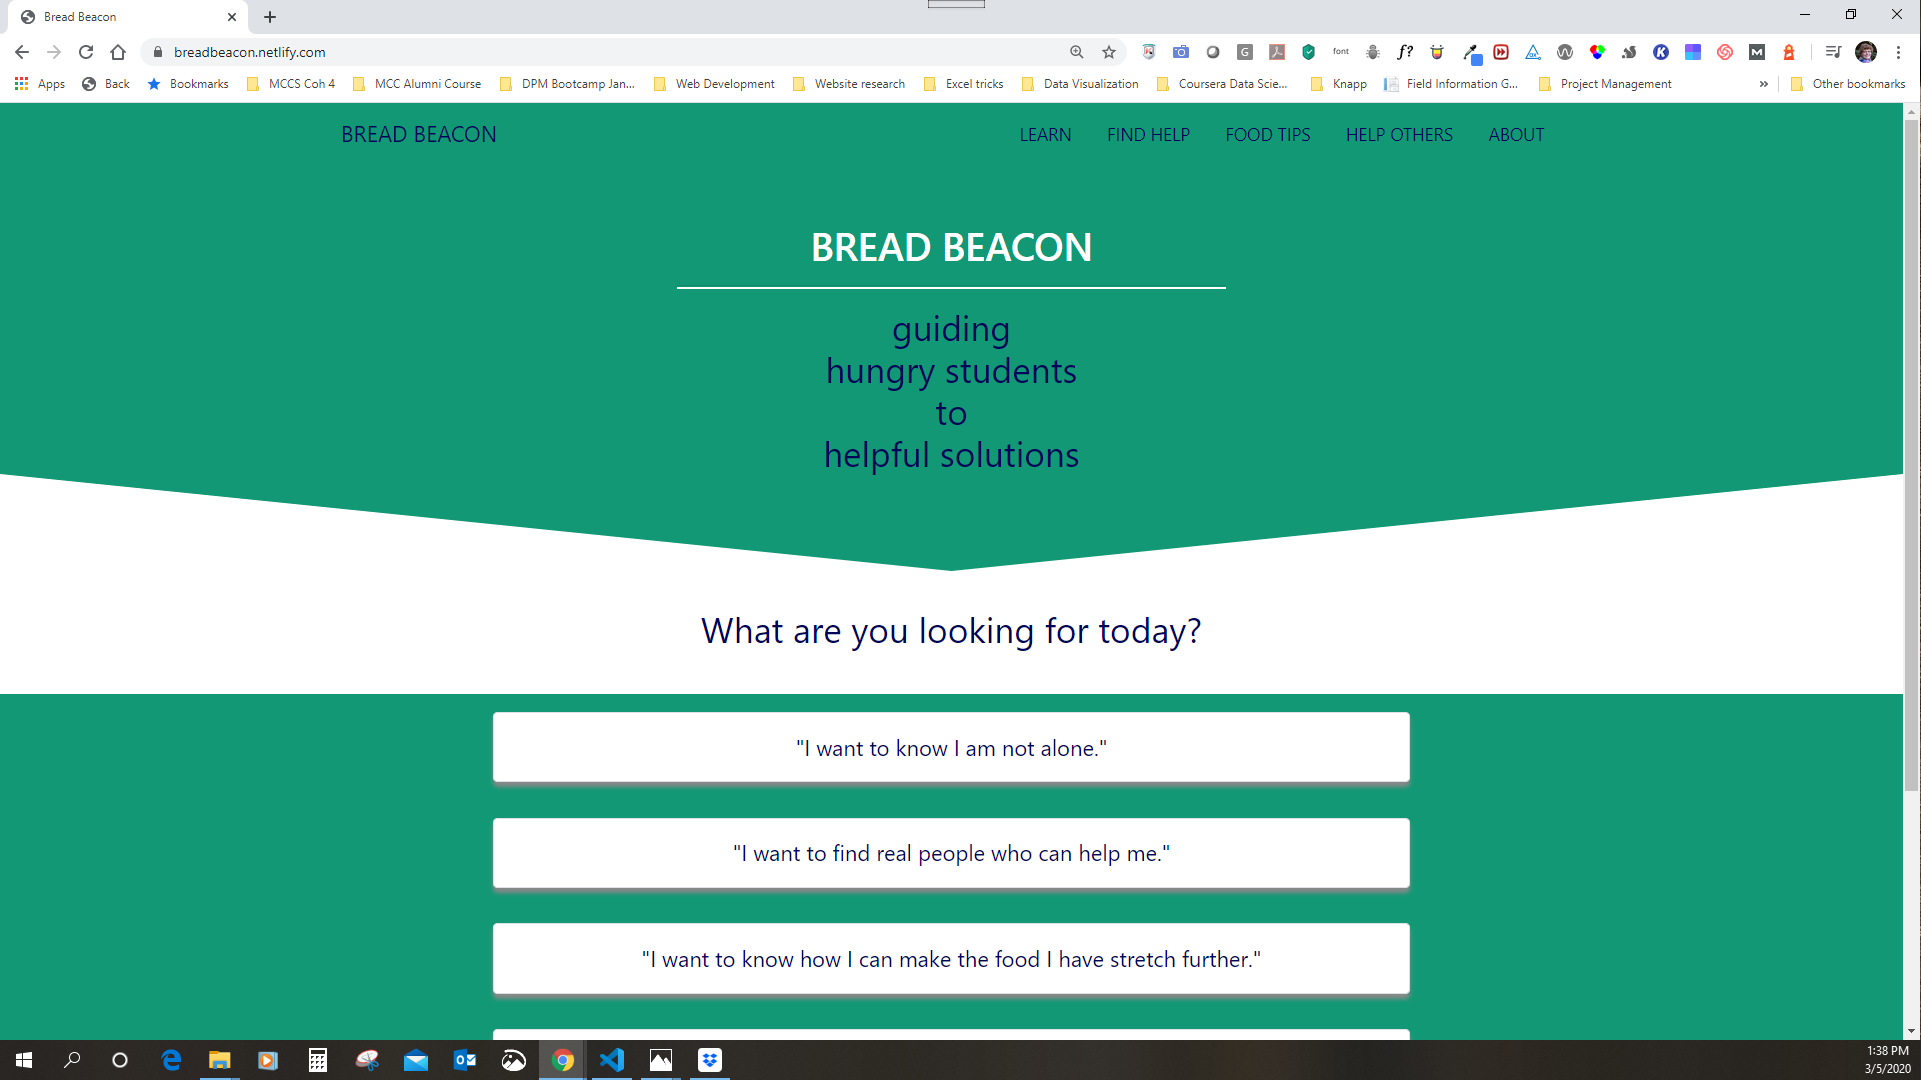 Bread Beacon
breadbeacon.netlify.com
font
f?
Apps Back Bookmarks MCCS Coh 4 MCC Alumni Course DPM Bootcamp Jan... Web Development Website research Excel tricks Data Visualization Coursera Data Scie... Knapp Field Information G... Project Management » Other bookmarks
BREAD BEACON LEARN FIND HELP FOOD TIPS HELP OTHERS ABOUT
BREAD BEACON
guiding
hungry students
to
helpful solutions
What are you looking for today?
"I want to know I am not alone."
"I want to find real people who can help me."
"I want to know how I can make the food I have stretch further."
1:38 PM
3/5/2020